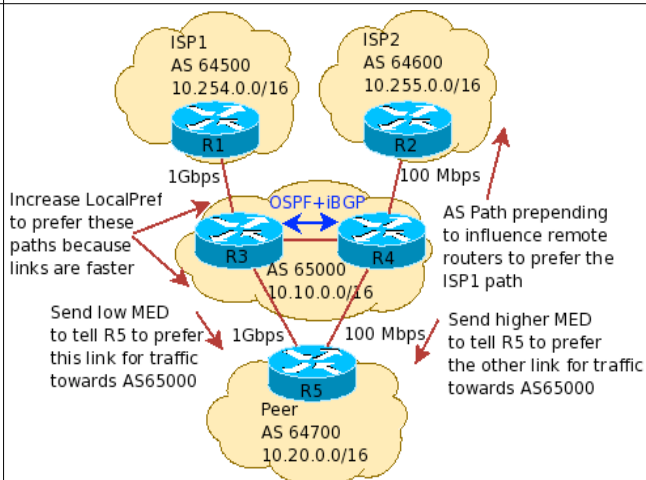 ISP1
AS 64500
10.254.0.0/16
R1
ISP2
AS 64600
10.255.0.0/16
R2
1Gbps
100 Mbps
Increase LocalPref
to prefer these
paths because
links are faster
OSPF+iBGP
R3
R4
AS 65000
10.10.0.0/16
AS Path prepending
to influence remote
routers to prefer the
ISP1 path
Send low MED
to tell R5 to prefer
this link for traffic
towards AS65000
1Gbps
100 Mbps
Send higher MED
to tell R5 to prefer
the other link for traffic
towards AS65000
R5
Peer
AS 64700
10.20.0.0/16